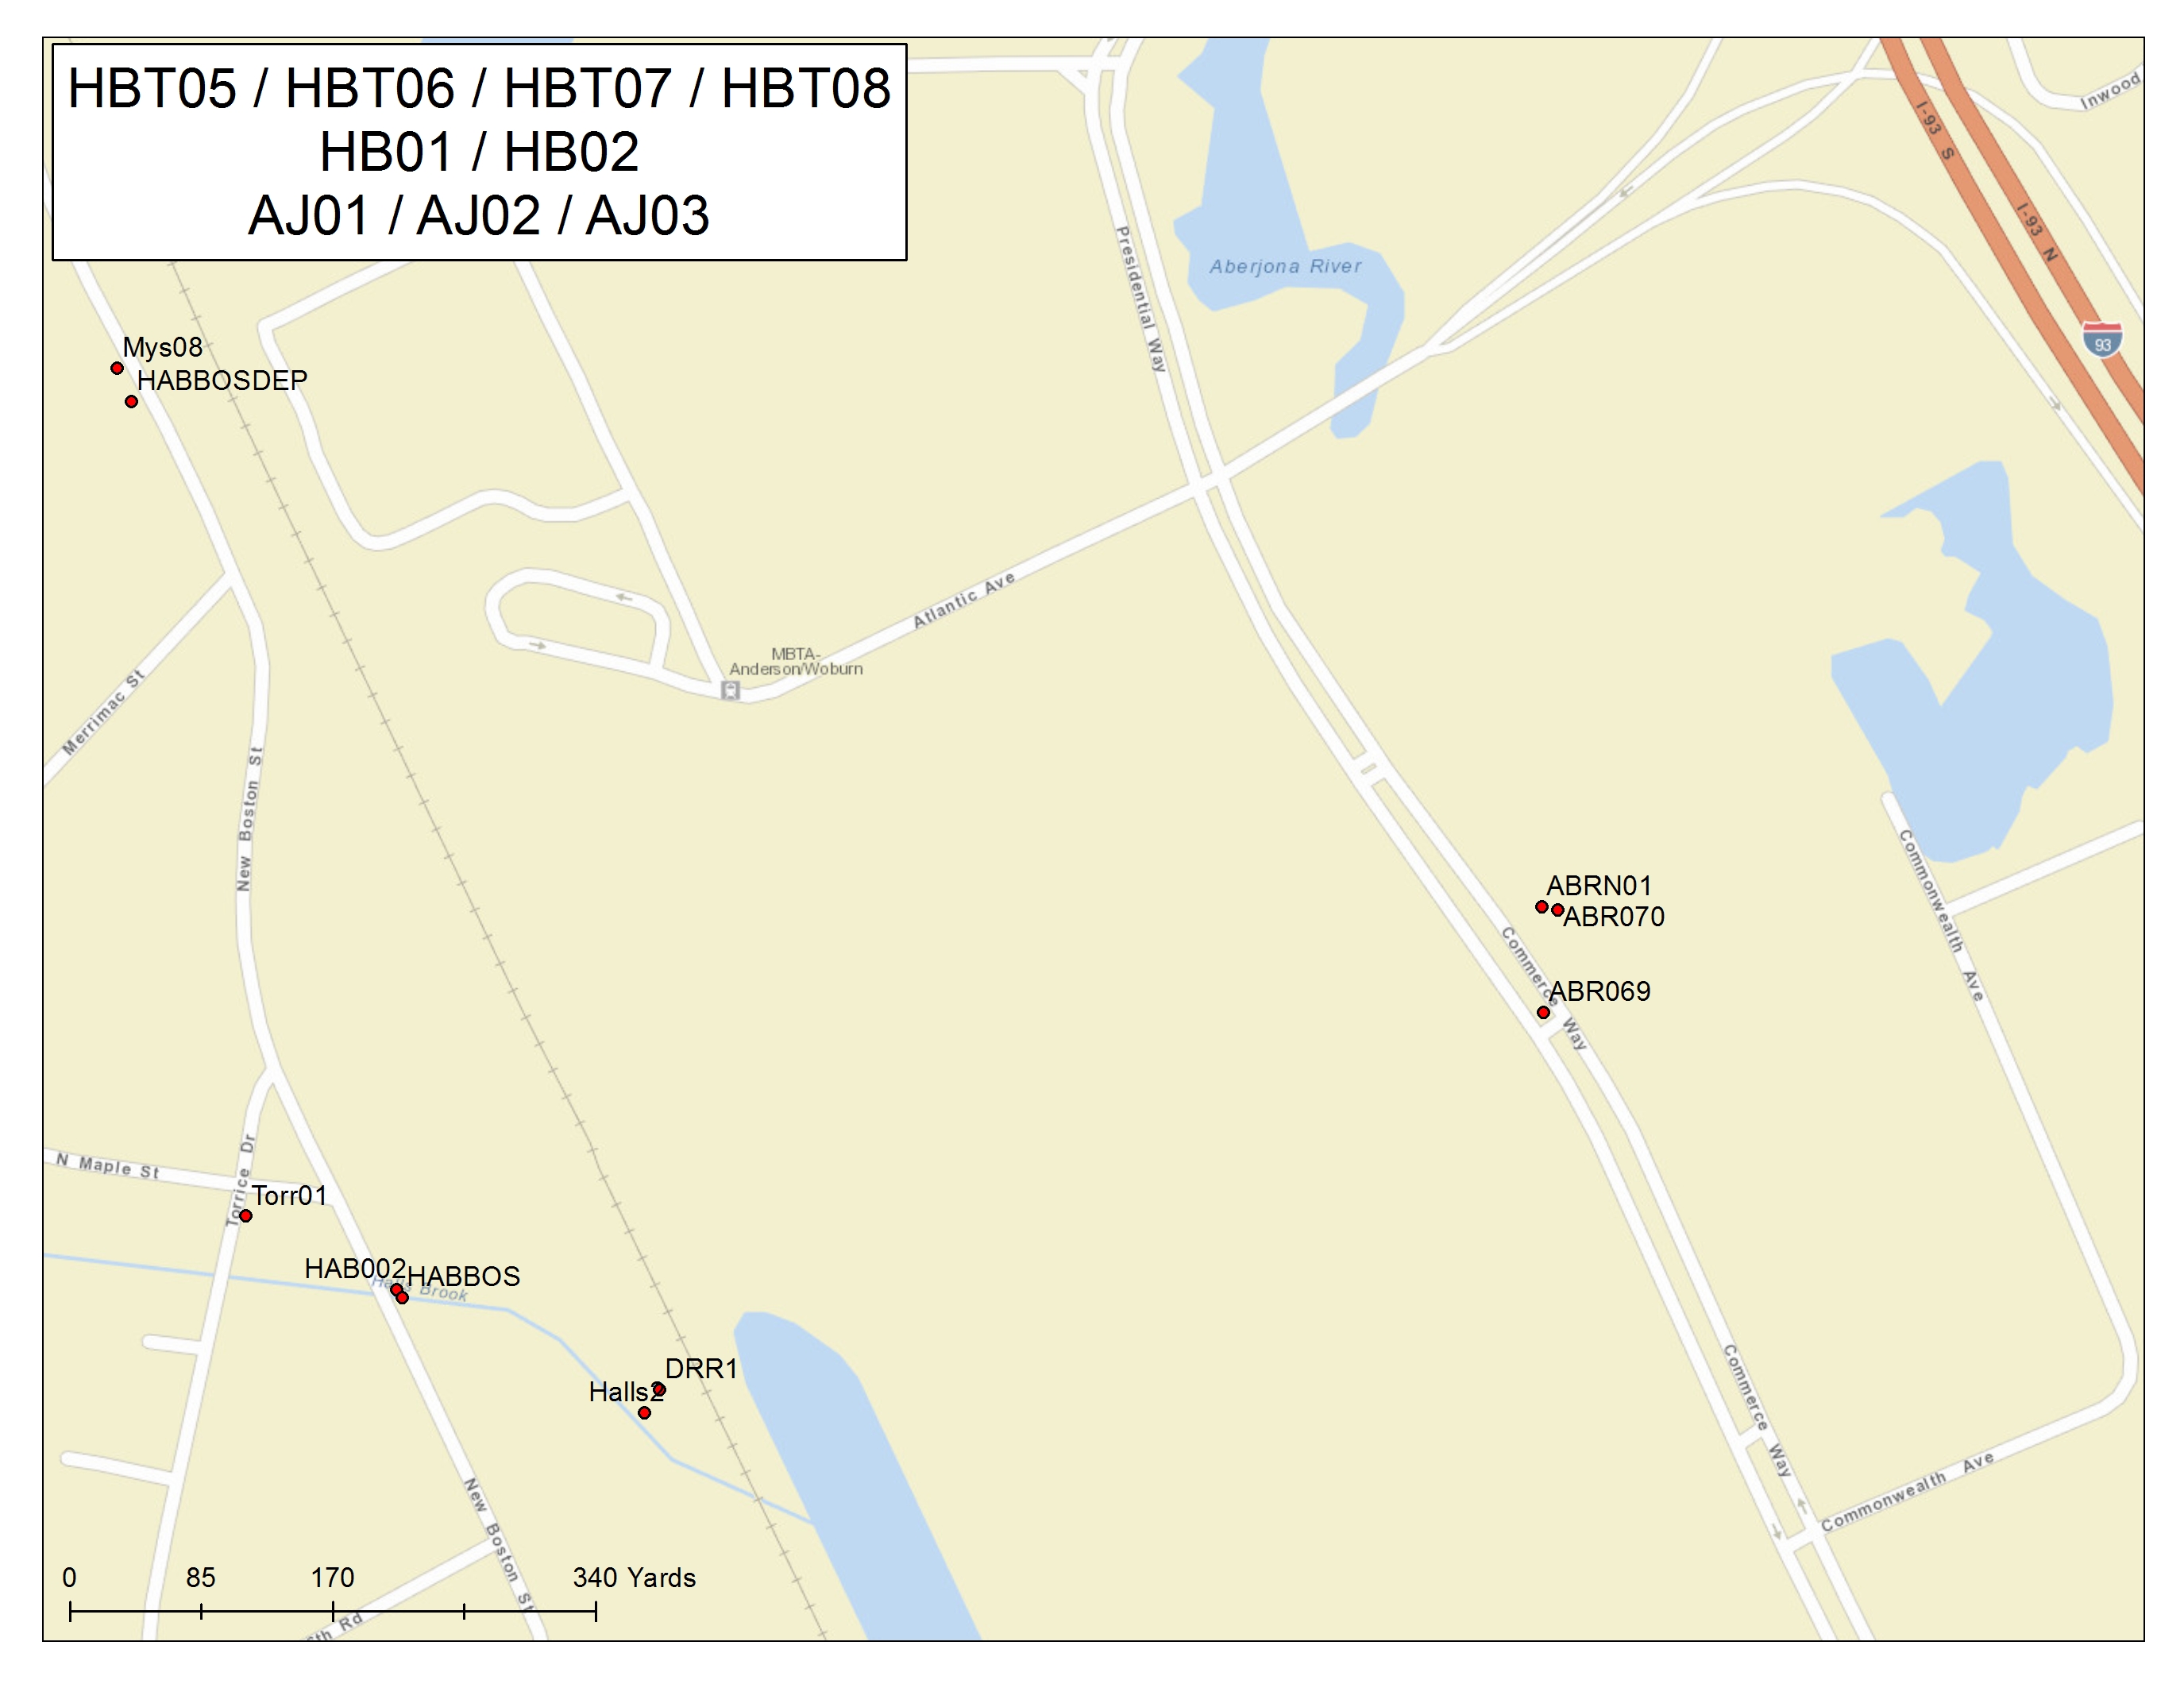 HBT05 / HBT06 / HBT07 / HBT08
HB01 / HB02
AJ01 / AJ02 / AJ03
Inwood
I-93 S
I-93 N
93
Presidential Way
Aberjona River
Mys08
HABBOSDEP
Atlantic Ave
MBTA-
Anderson/Woburn
Merrimac St
New Boston St
Commonwealth Ave
ABRN01
ABR070
Commerce Way
ABR069
N Maple St
Torrice Dr
Torr01
HAB002
HABBOS
Halls Brook
DRR1
Halls2
Commerce Way
New Boston St
Commonwealth Ave
0 85 170 340 Yards
6th Rd